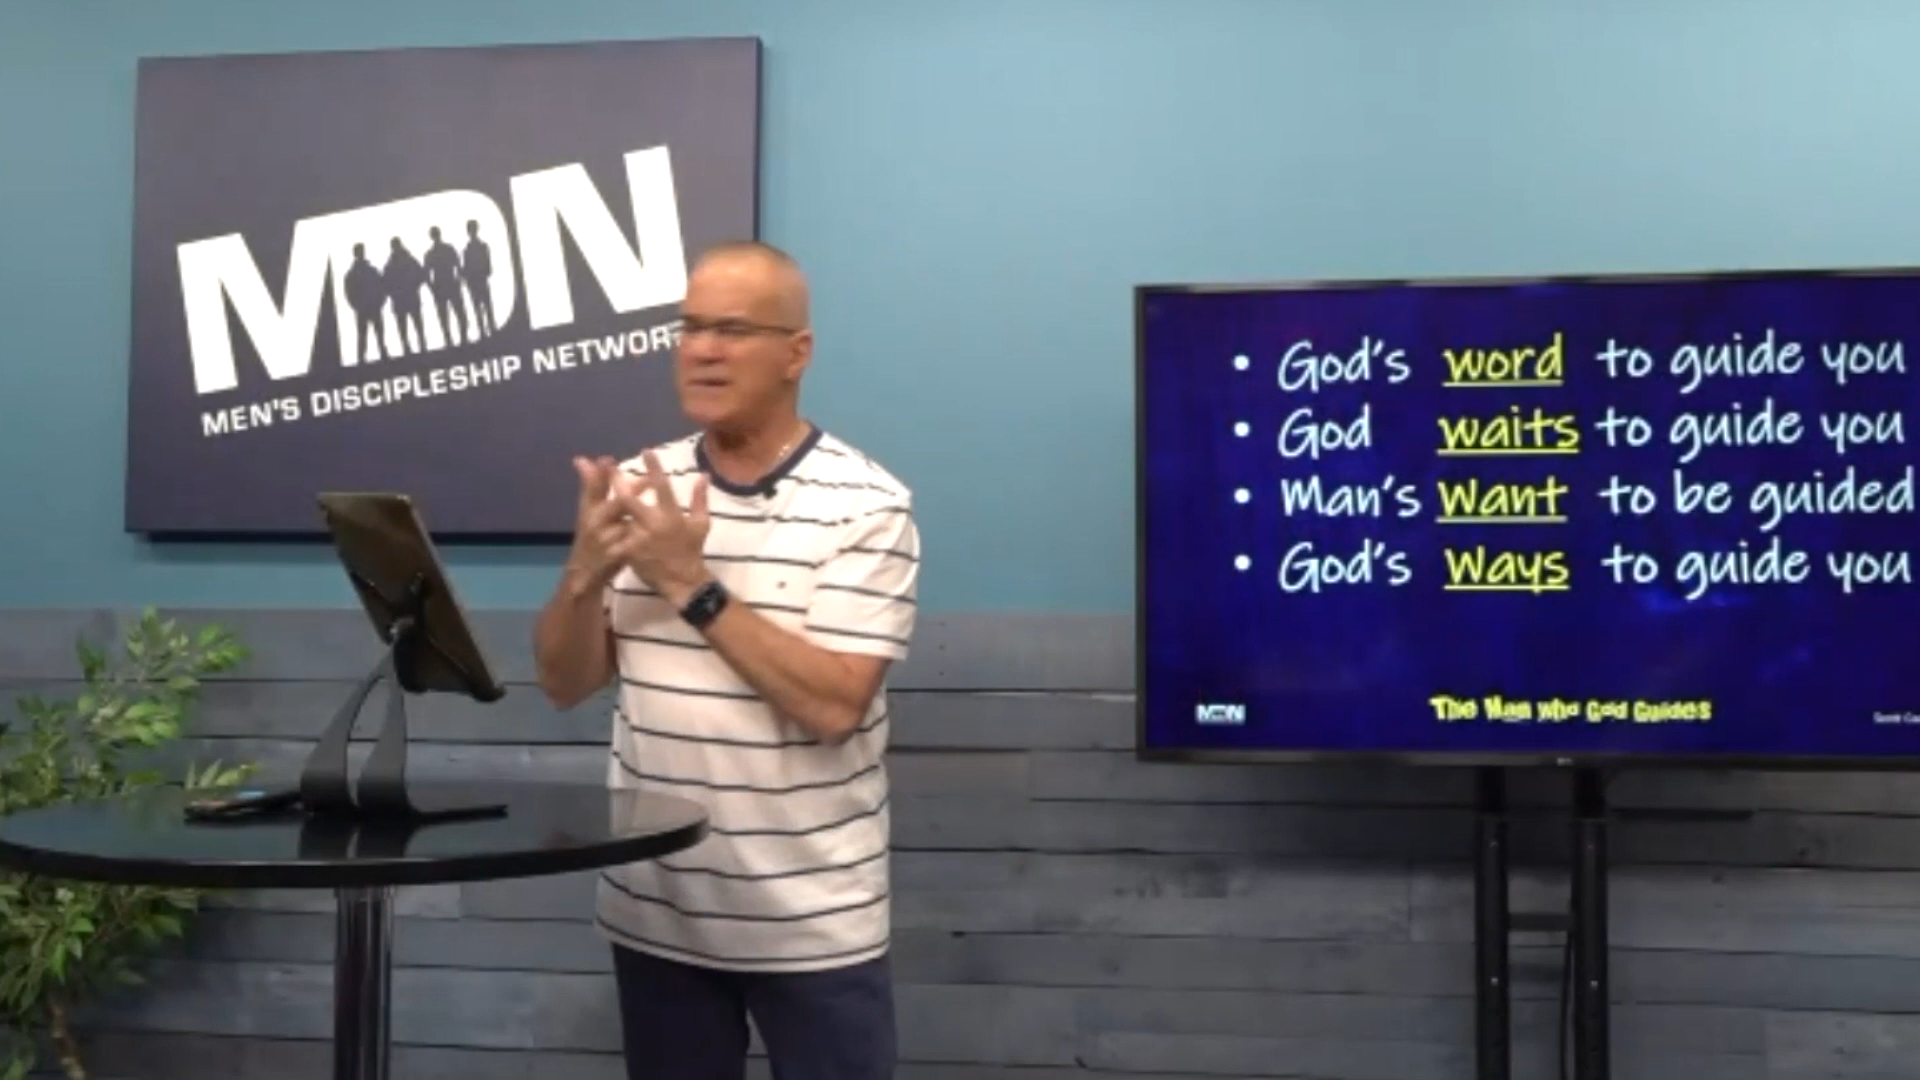 MDN
MEN'S DISCIPLESHIP NETWORK
• God's word to guide you
• God waits to guide you
• Man's Want to be guided
• God's Ways to guide you
MDN
The Man who God Guides